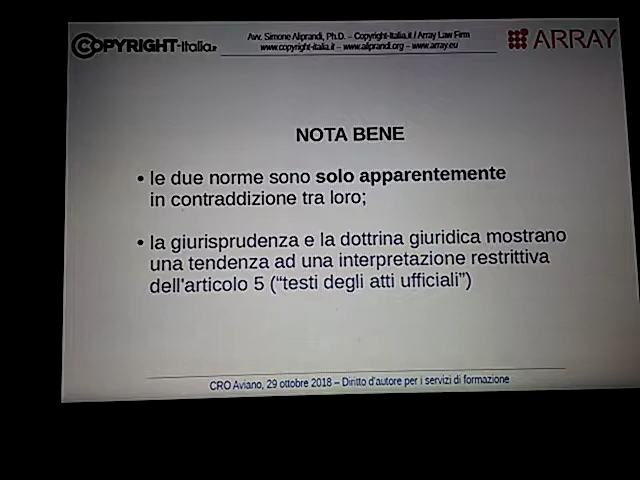 COPYRIGHT-Italia.it
Avv. Simone Aliprandi, Ph.D. – Copyright-Italia.it / Array Law Firm
www.copyright-italia.it – www.aliprandi.org – www.array.eu
ARRAY
NOTA BENE
• le due norme sono solo apparentemente
in contraddizione tra loro;
• la giurisprudenza e la dottrina giuridica mostrano
una tendenza ad una interpretazione restrittiva
dell'articolo 5 (“testi degli atti ufficiali”)
CRO Aviano, 29 ottobre 2018 – Diritto d'autore per i servizi di formazione